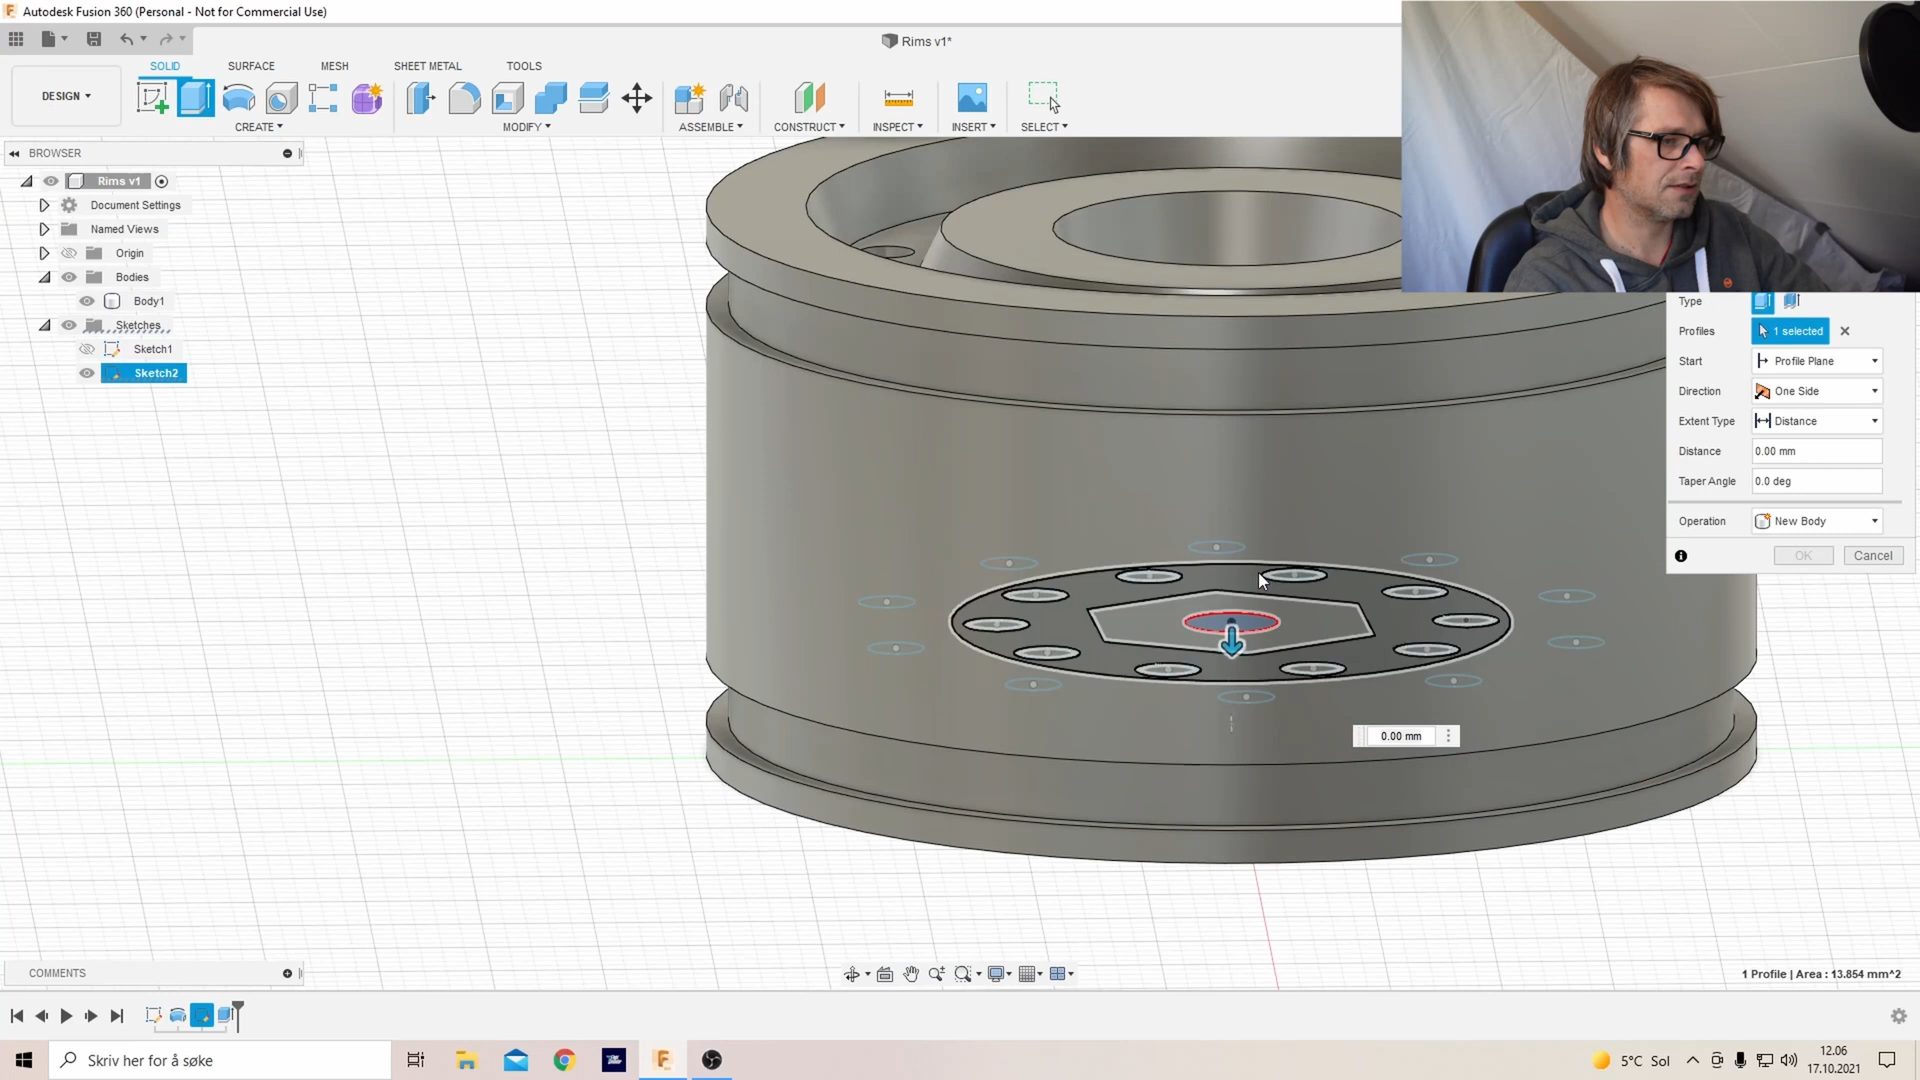 Autodesk Fusion 360 (Personal - Not for Commercial Use)
Rims v1*
SOLID
SURFACE
MESH
SHEET METAL
TOOLS
DESIGN
CREATE
MODIFY
ASSEMBLE
CONSTRUCT
INSPECT
INSERT
SELECT
BROWSER
Rims v1
Document Settings
Named Views
Origin
Bodies
Body1
Sketches
Sketch1
Sketch2
Type
Profiles
1 selected
Start
Profile Plane
Direction
One Side
Extent Type
Distance
Distance
0.00 mm
Taper Angle
0.0 deg
Operation
New Body
OK
Cancel
0.00 mm
COMMENTS
1 Profile | Area : 13.854 mm^2
Skriv her for å søke
5°C Sol
12.06
17.10.2021